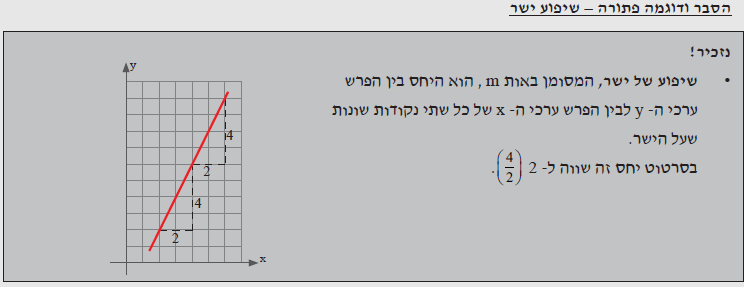 הסבר ודוגמה פתורה – שיפוע ישר
נזכיר!
• שיפוע של ישר, המסומן באות m , הוא היחס בין הפרש
ערכי ה- y לבין הפרש ערכי ה- x של כל שתי נקודות שונות
שעל הישר.
בסרטוט יחס זה שווה ל- 2 (4/2).
y
4
2
4
2
x